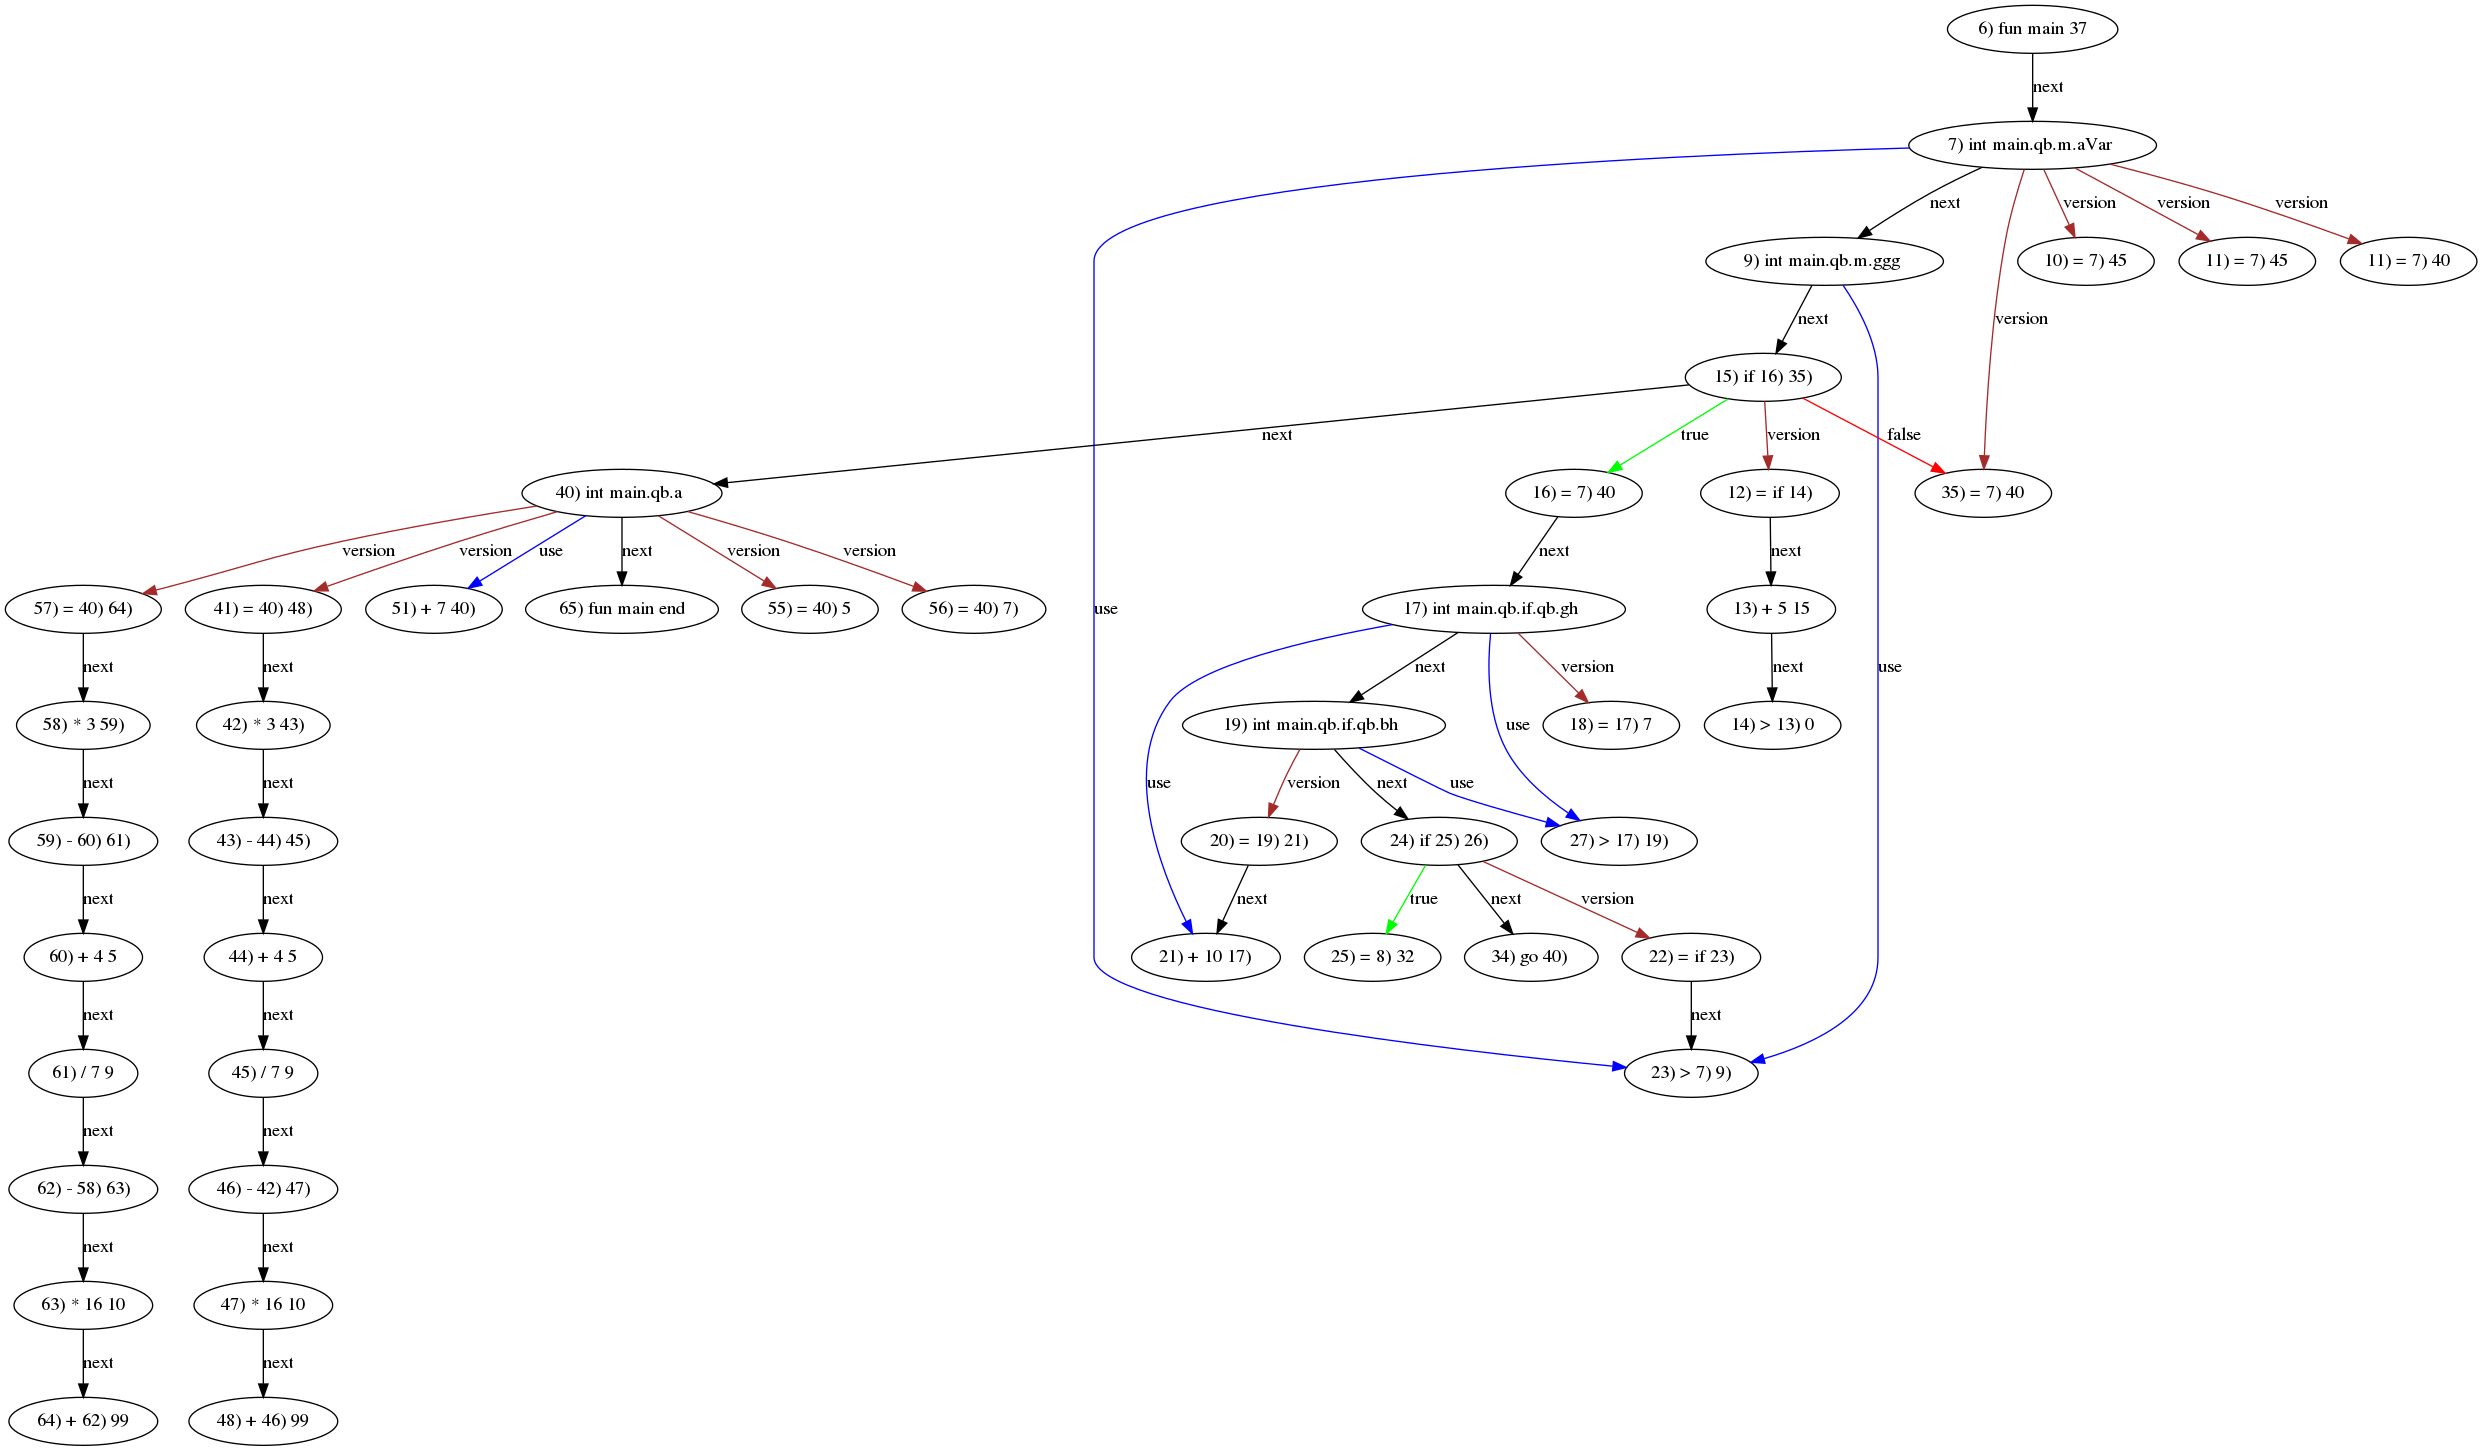 6) fun main 37
next
7) int main.qb.m.aVar
next
version
version
version
9) int main.qb.m.ggg
10) = 7) 45
11) = 7) 45
11) = 7) 40
next
version
15) if 16) 35)
next
true
version
false
40) int main.qb.a
16) = 7) 40
12) = if 14)
35) = 7) 40
version
version
use
next
version
version
next
next
57) = 40) 64)
41) = 40) 48)
51) + 7 40)
65) fun main end
55) = 40) 5
56) = 40) 7)
use
17) int main.qb.if.qb.gh
13) + 5 15
next
next
next
version
next
use
58) * 3 59)
42) * 3 43)
19) int main.qb.if.qb.bh
use
18) = 17) 7
14) > 13) 0
next
next
use
version
next
use
59) - 60) 61)
43) - 44) 45)
20) = 19) 21)
24) if 25) 26)
27) > 17) 19)
next
next
next
true
next
version
60) + 4 5
44) + 4 5
21) + 10 17)
25) = 8) 32
34) go 40)
22) = if 23)
next
next
next
61) / 7 9
45) / 7 9
23) > 7) 9)
next
next
62) - 58) 63)
46) - 42) 47)
next
next
63) * 16 10
47) * 16 10
next
next
64) + 62) 99
48) + 46) 99